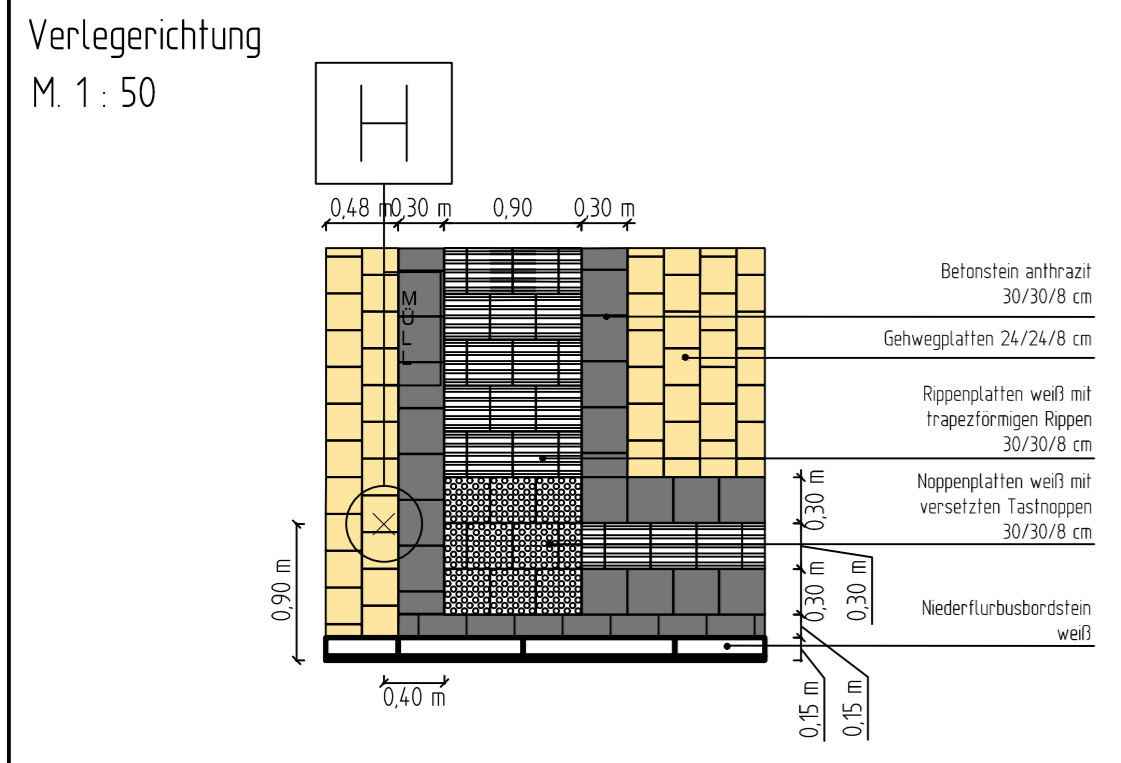 Verlegerichtung
M. 1 : 50
H
0,48 m
0,30 m
0,90
0,30 m
MÜLL
Betonstein anthrazit
30/30/8 cm
Gehwegplatten 24/24/8 cm
Rippenplatten weiß mit
trapezförmigen Rippen
30/30/8 cm
Noppenplatten weiß mit
versetzten Tastnoppen
30/30/8 cm
Niederflurbusbordstein
weiß
0,30 m
0,30 m
0,30 m
0,90 m
0,40 m
0,15 m
0,15 m